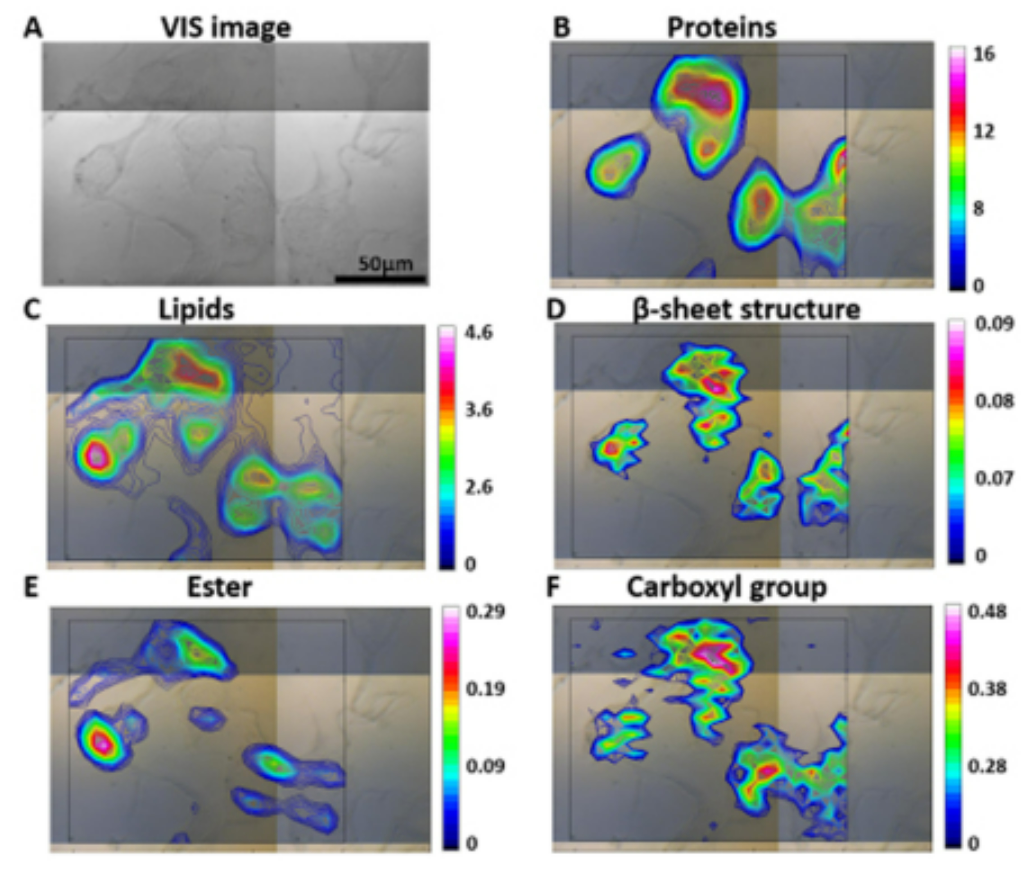 A VIS image
50µm
B Proteins
16
12
8
0
C Lipids
4.6
3.6
2.6
0
D β-sheet structure
0.09
0.08
0.07
0
E Ester
0.29
0.19
0.09
0
F Carboxyl group
0.48
0.38
0.28
0